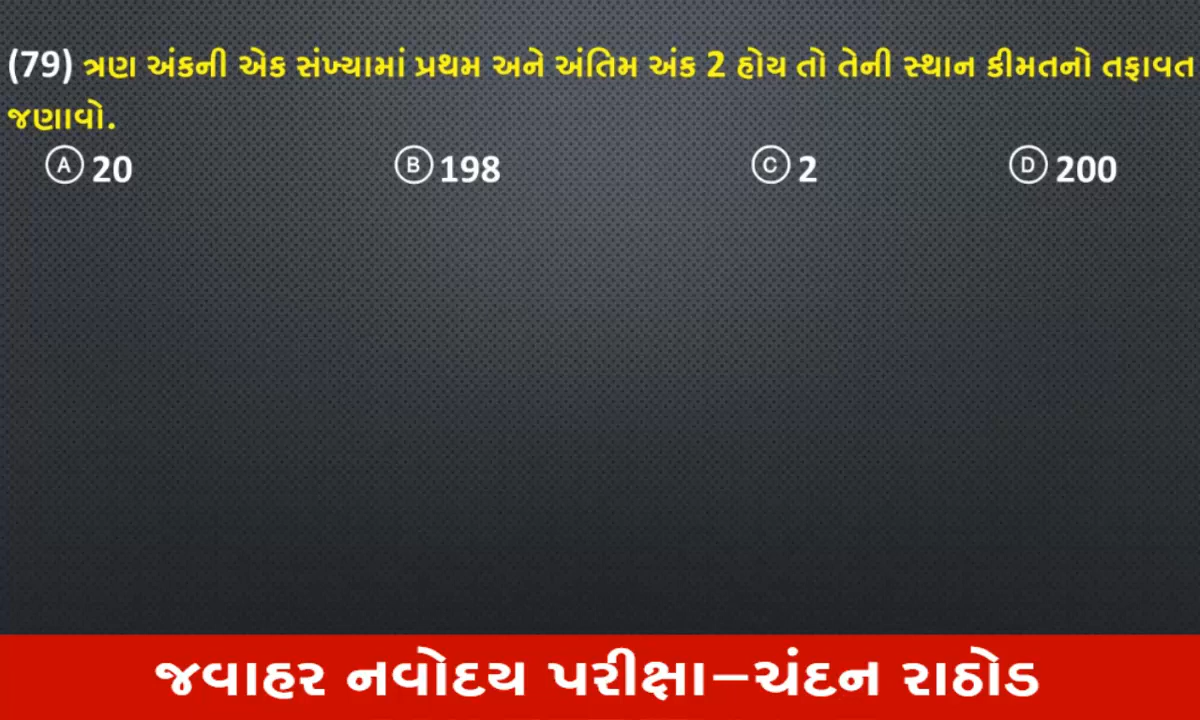 (79) ત્રણ અંકની એક સંખ્યામાં પ્રથમ અને અંતિમ અંક 2 હોય તો તેની સ્થાન કીમતનો તફાવત
જણાવો.
Ⓐ 20 Ⓑ 198 Ⓒ 2 Ⓓ 200
જવાહર નવોદય પરીક્ષા–ચંદન રાઠોડ